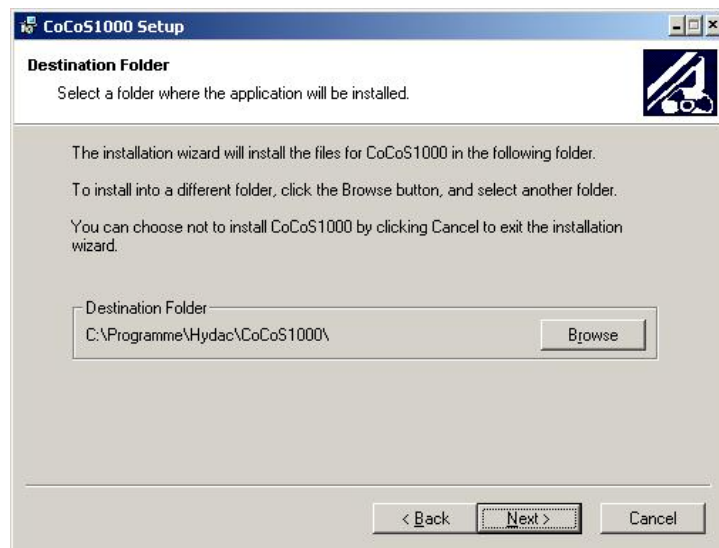 CoCoS1000 Setup
Destination Folder
Select a folder where the application will be installed.
The installation wizard will install the files for CoCoS1000 in the following folder.
To install into a different folder, click the Browse button, and select another folder.
You can choose not to install CoCoS1000 by clicking Cancel to exit the installation
wizard.
Destination Folder
C:\Programme\Hydac\CoCoS1000\
Browse
< Back
Next >
Cancel